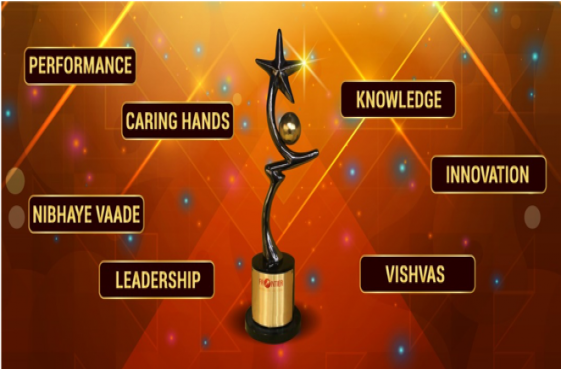 PERFORMANCE
KNOWLEDGE
CARING HANDS
INNOVATION
NIBHAYE VAADE
LEADERSHIP
VISHVAS